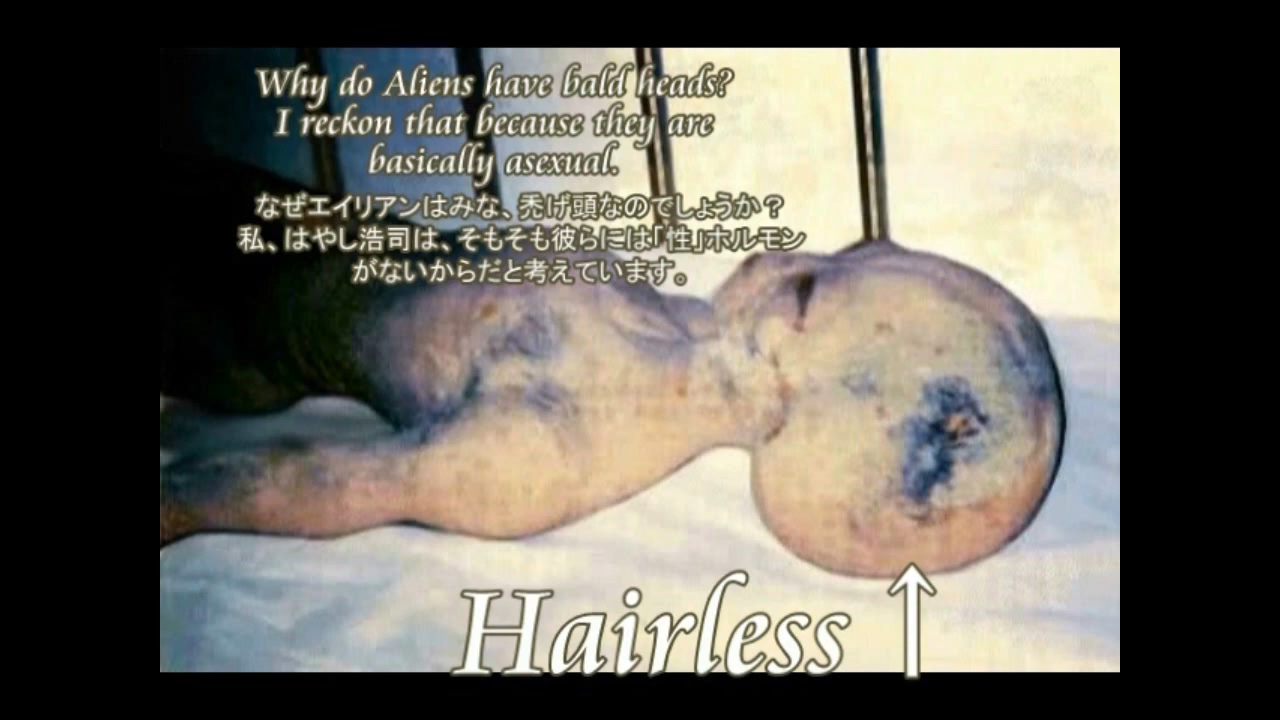 Why do Aliens have bald heads?
I reckon that because they are
basically asexual.
なぜエイリアンはみな、禿げ頭なのでしょうか？
私、はやし浩司は、そもそも彼らには「性」ホルモン
がないからだと考えています。
Hairless ↑